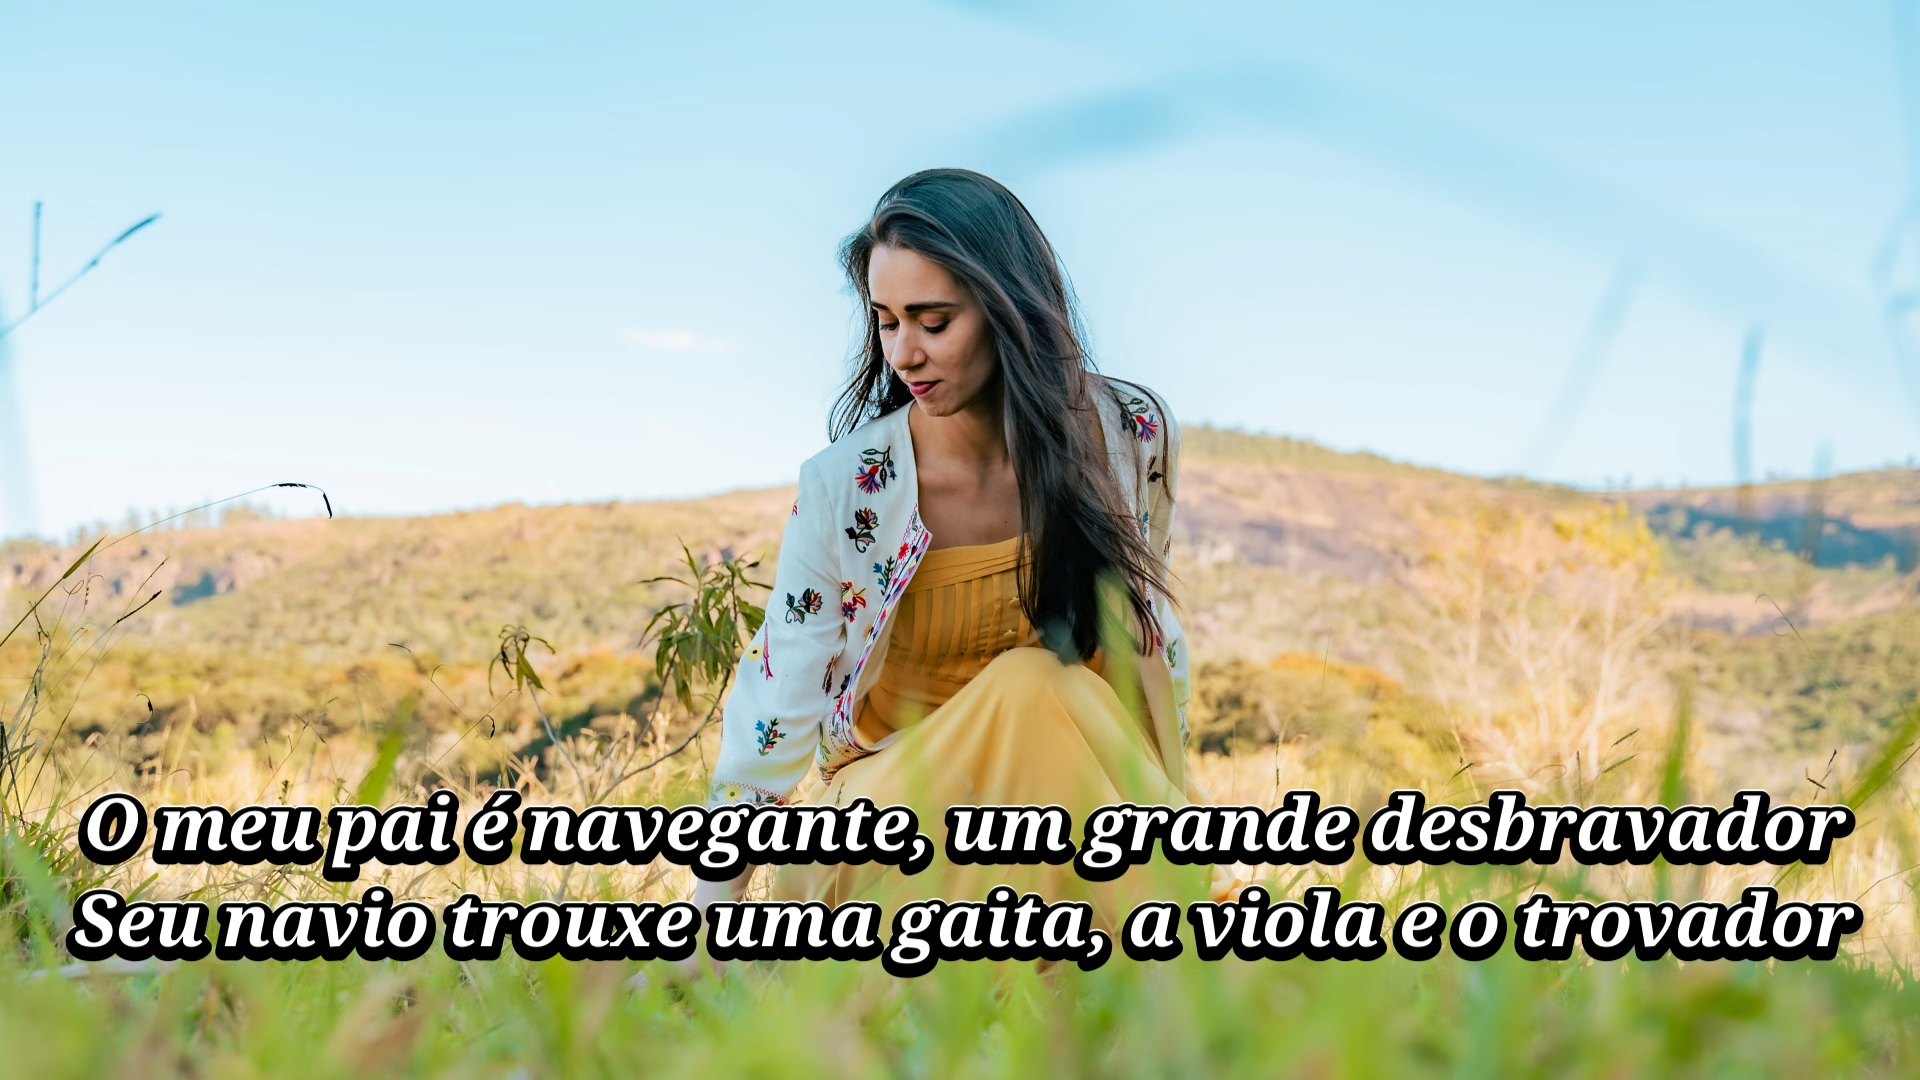 O meu pai é navegante, um grande desbravador
Seu navio trouxe uma gaita, a viola e o trovador